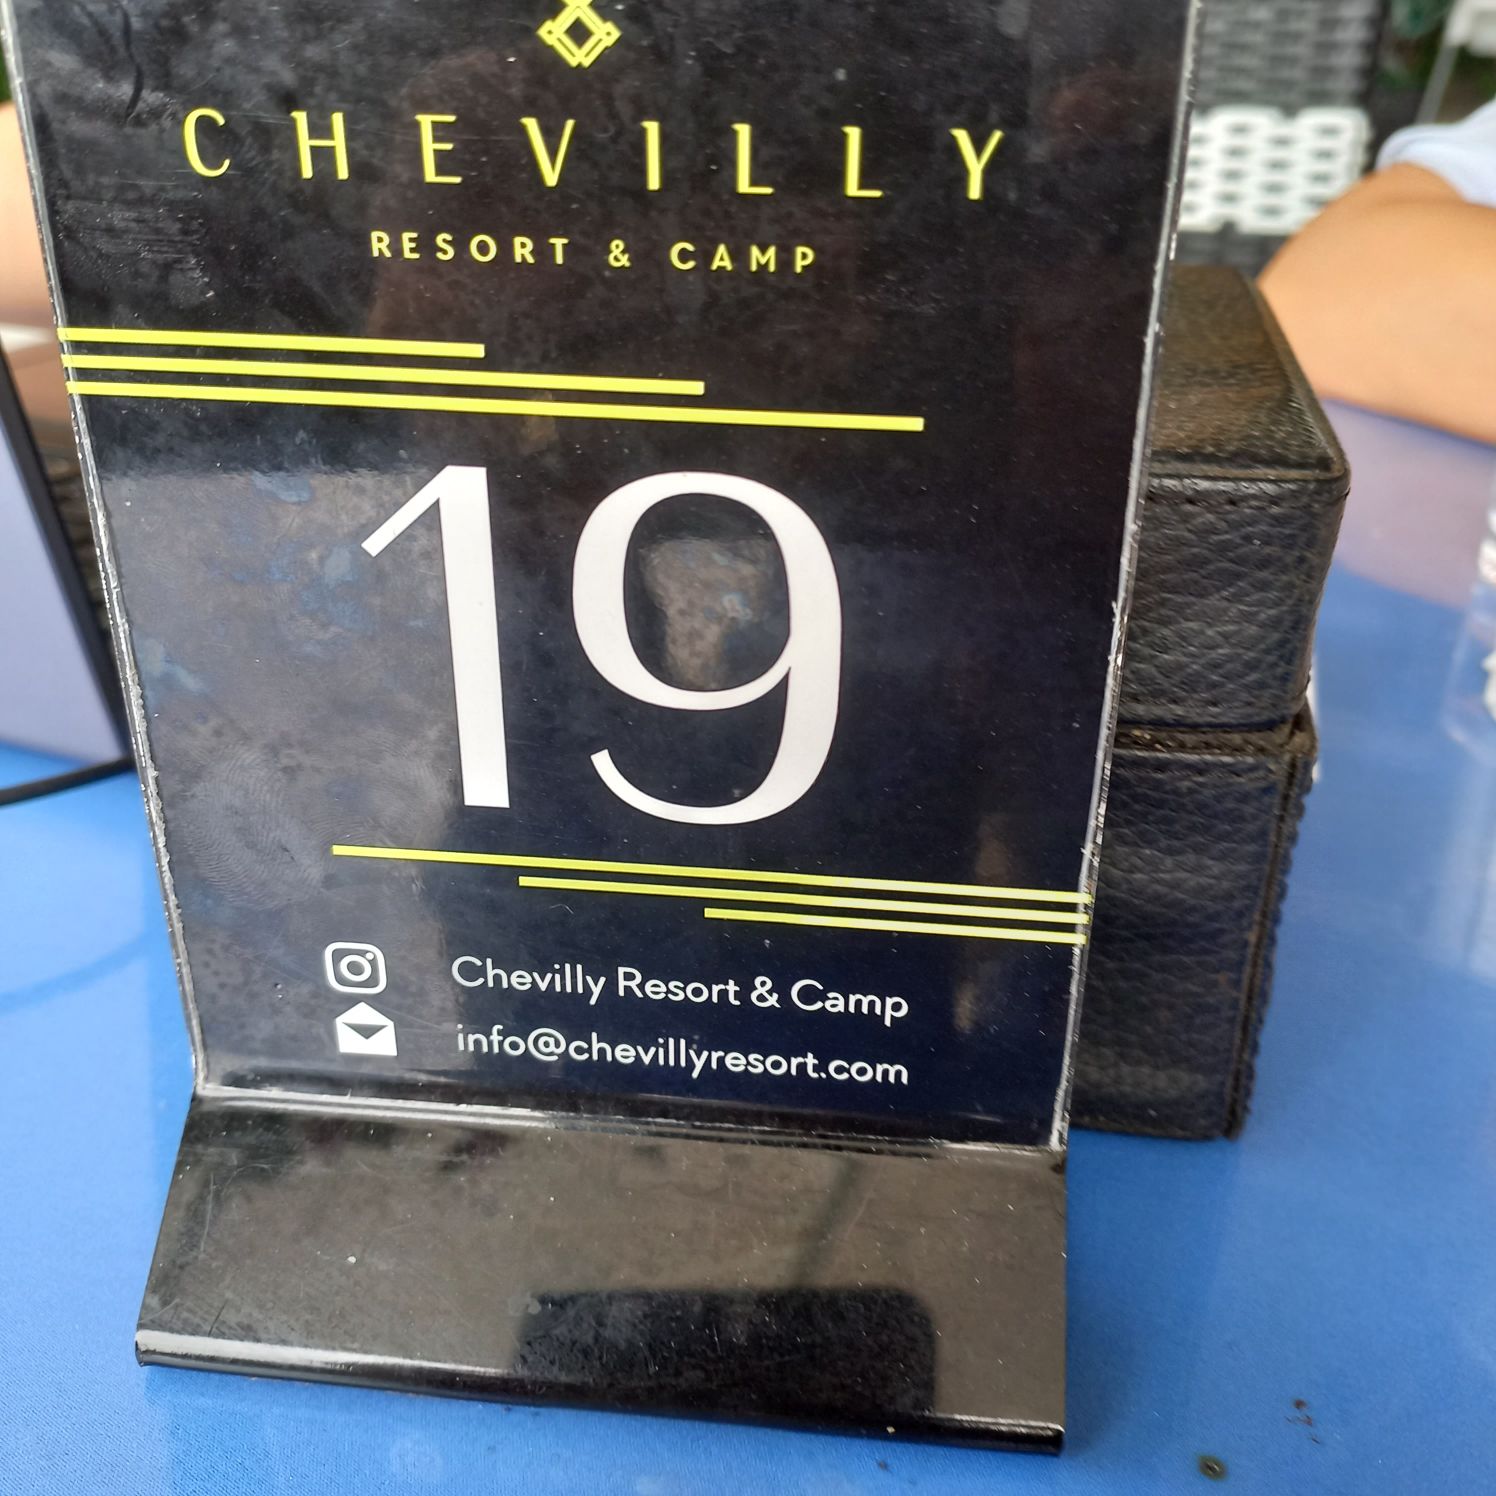 CHEVILLY
RESORT & CAMP
19
Chevilly Resort & Camp
info@chevillyresort.com